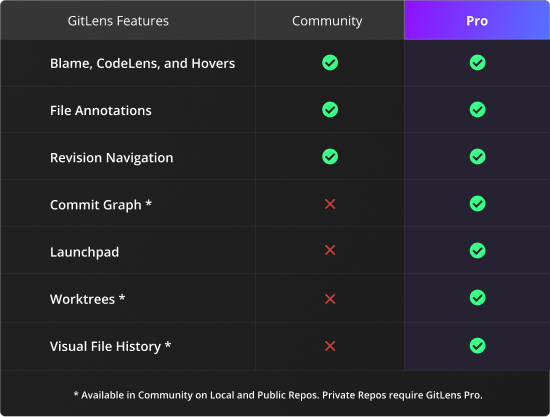 GitLens Features Community Pro
Blame, CodeLens, and Hovers
File Annotations
Revision Navigation
Commit Graph *
Launchpad
Worktrees *
Visual File History *
* Available in Community on Local and Public Repos. Private Repos require GitLens Pro.